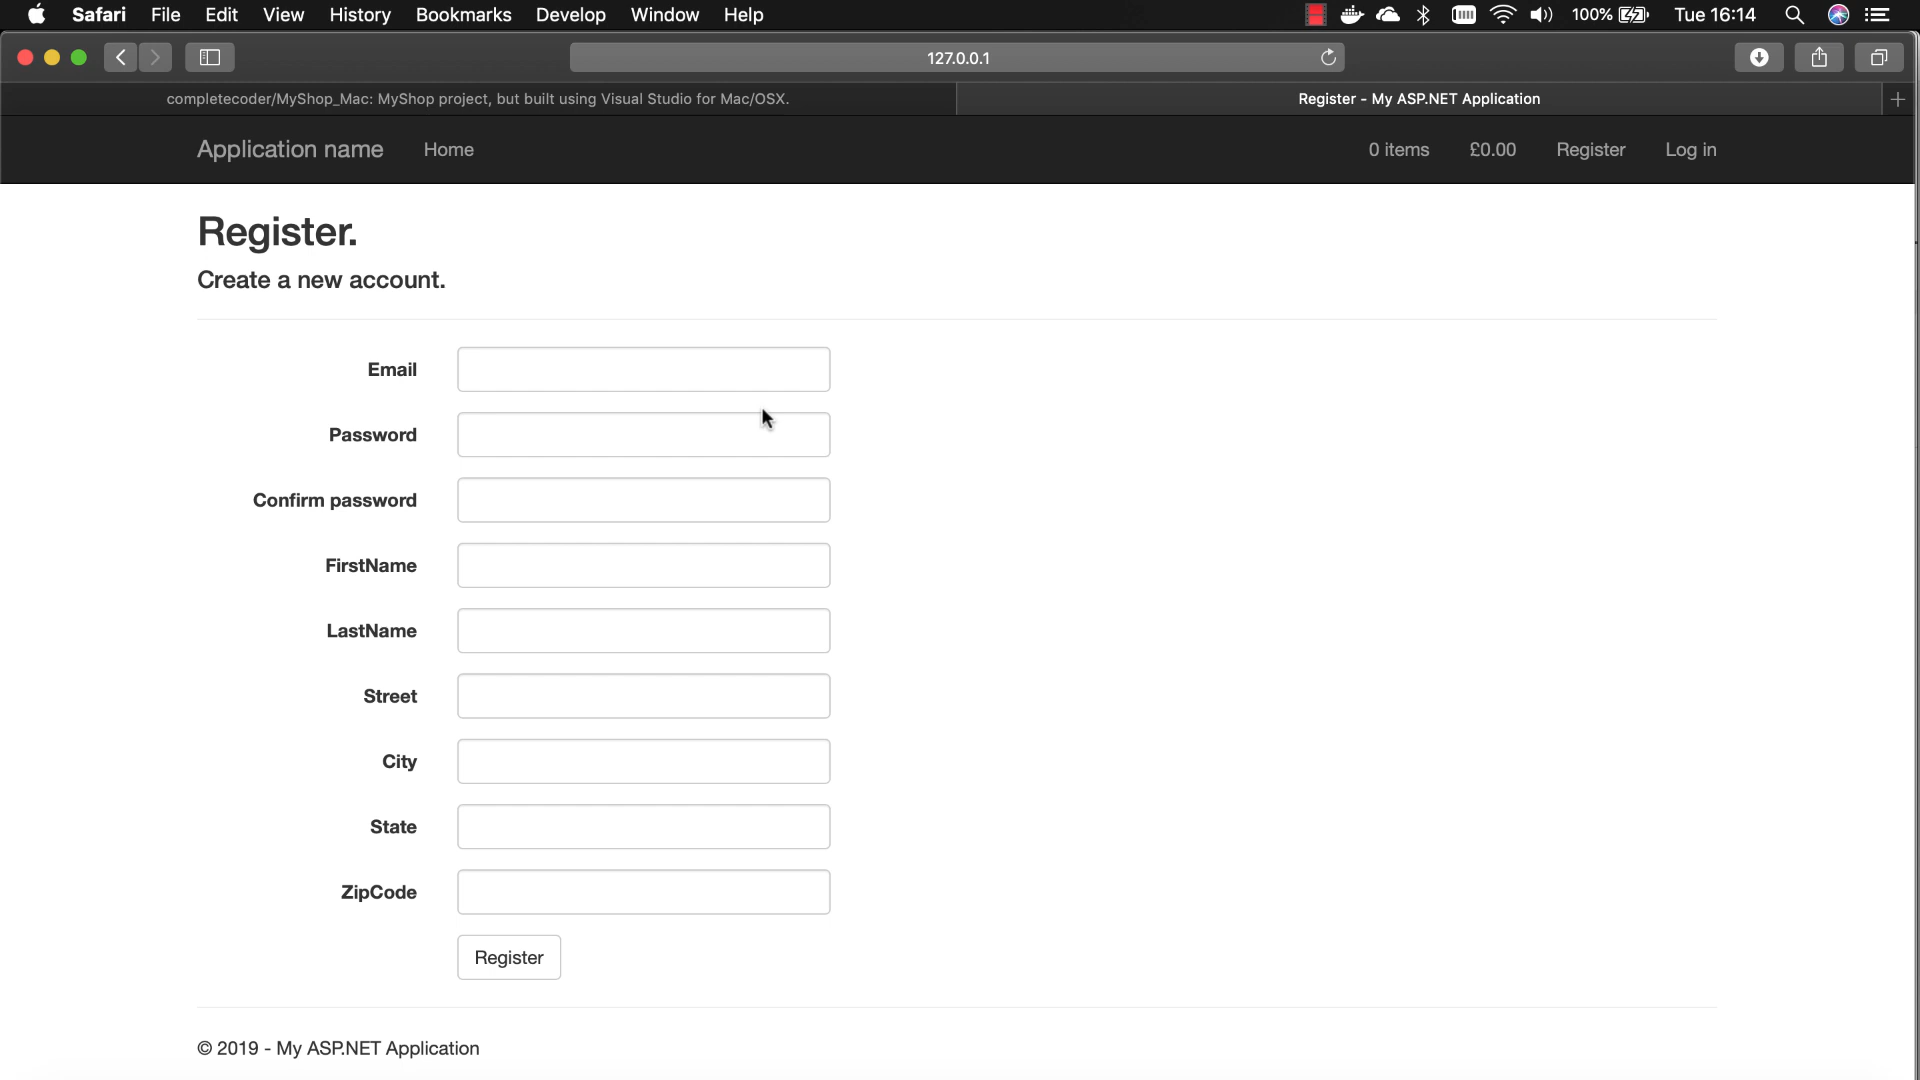 Safari File Edit View History Bookmarks Develop Window Help 100% Tue 16:14
127.0.0.1
completecoder/MyShop_Mac: MyShop project, but built using Visual Studio for Mac/OSX. Register - My ASP.NET Application
Application name Home 0 items £0.00 Register Log in
Register.
Create a new account.
Email
Password
Confirm password
FirstName
LastName
Street
City
State
ZipCode
Register
© 2019 - My ASP.NET Application